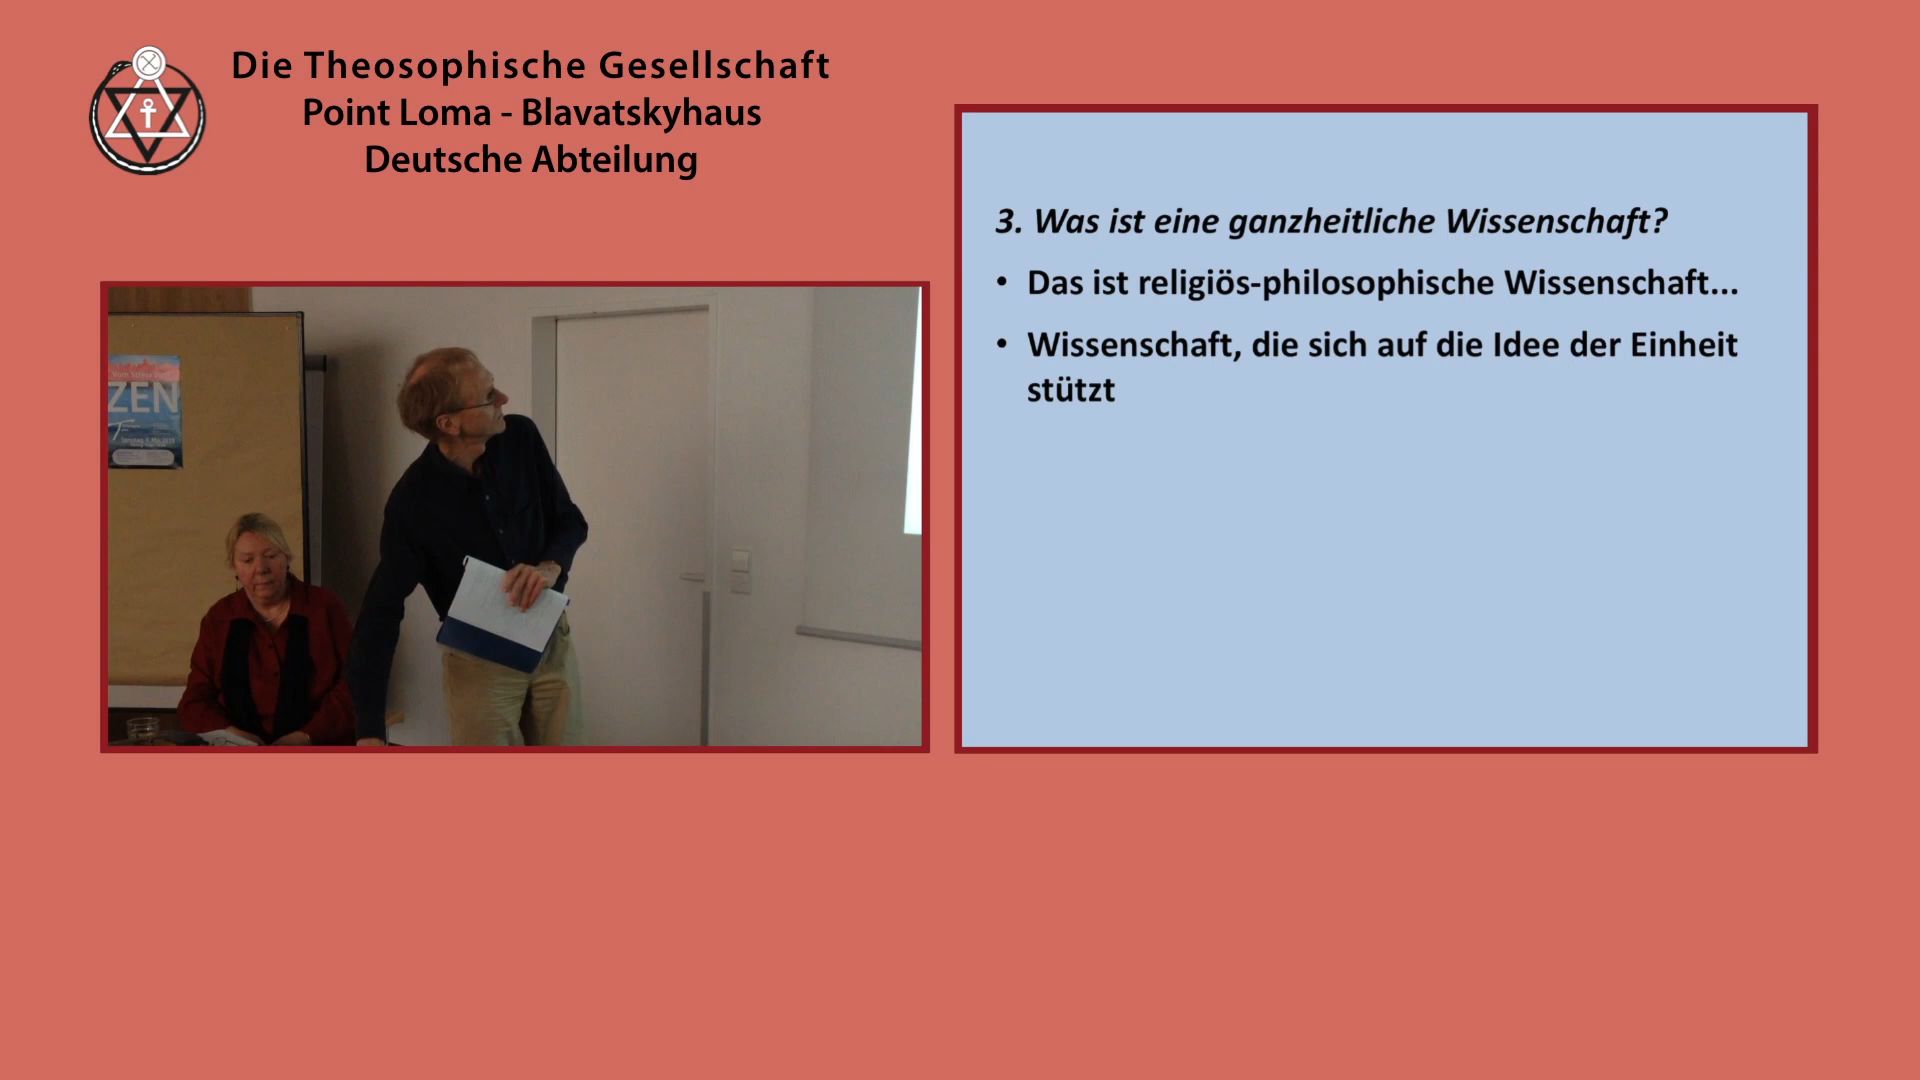 Die Theosophische Gesellschaft
Point Loma - Blavatskyhaus
Deutsche Abteilung
3. Was ist eine ganzheitliche Wissenschaft?
• Das ist religiös-philosophische Wissenschaft...
• Wissenschaft, die sich auf die Idee der Einheit
stützt
ZEN